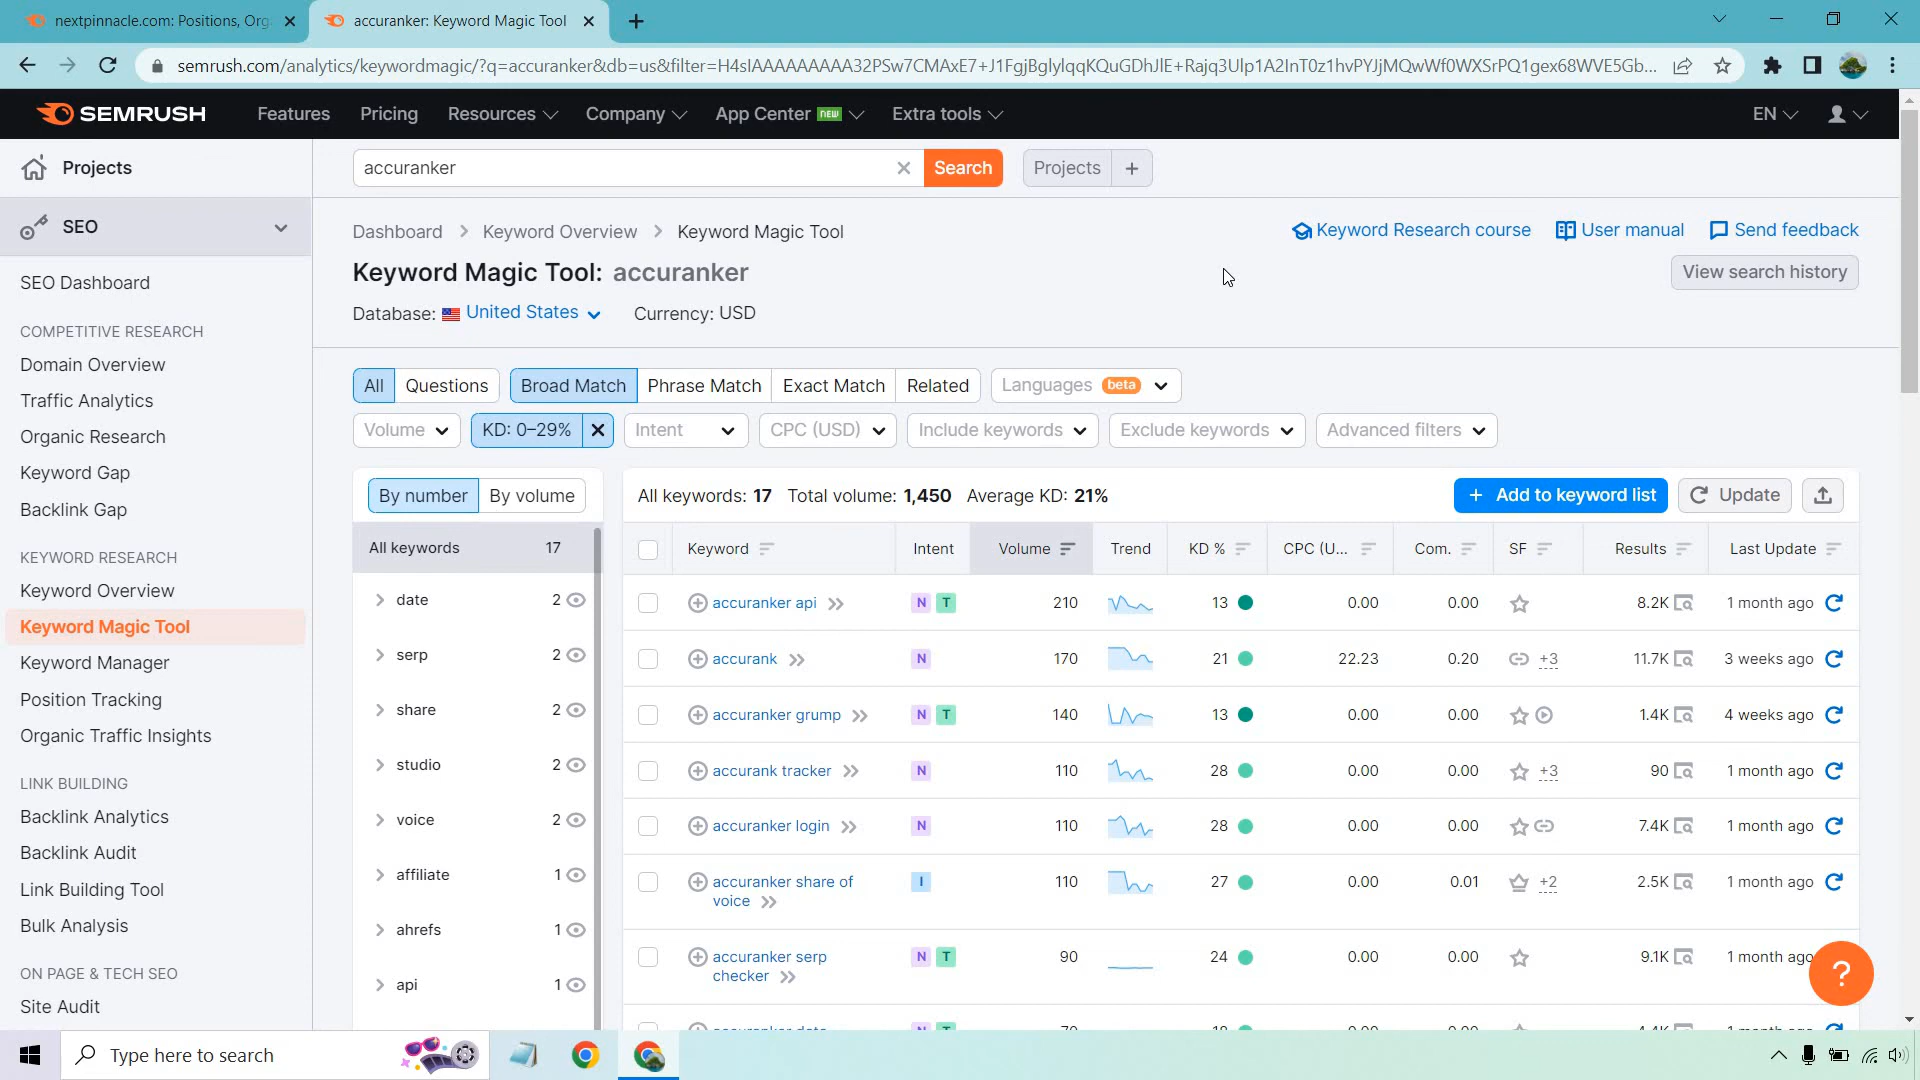 nextpinnacle.com: Positions, Org
accuranker: Keyword Magic Tool
semrush.com/analytics/keywordmagic/?q=accuranker&db=us&filter=
SEMRUSH
Features Pricing Resources Company App Center new Extra tools EN
Projects
accuranker Search Projects +
SEO
Dashboard > Keyword Overview > Keyword Magic Tool
Keyword Research course User manual Send feedback
Keyword Magic Tool: accuranker
View search history
Database: United States Currency: USD
SEO Dashboard
COMPETITIVE RESEARCH
Domain Overview
Traffic Analytics
Organic Research
Keyword Gap
Backlink Gap
KEYWORD RESEARCH
Keyword Overview
Keyword Magic Tool
Keyword Manager
Position Tracking
Organic Traffic Insights
LINK BUILDING
Backlink Analytics
Backlink Audit
Link Building Tool
Bulk Analysis
ON PAGE & TECH SEO
Site Audit
All Questions Broad Match Phrase Match Exact Match Related Languages beta
Volume KD: 0–29% Intent CPC (USD) Include keywords Exclude keywords Advanced filters
By number By volume
All keywords 17
date 2
serp 2
share 2
studio 2
voice 2
affiliate 1
ahrefs 1
api 1
All keywords: 17 Total volume: 1,450 Average KD: 21%
+ Add to keyword list Update
Keyword Intent Volume Trend KD % CPC (U... Com. SF Results Last Update
accuranker api N T 210 13 0.00 0.00 8.2K 1 month ago
accurank N 170 21 22.23 0.20 +3 11.7K 3 weeks ago
accuranker grump N T 140 13 0.00 0.00 1.4K 4 weeks ago
accurank tracker N 110 28 0.00 0.00 +3 90 1 month ago
accuranker login N 110 28 0.00 0.00 7.4K 1 month ago
accuranker share of voice I 110 27 0.00 0.01 +2 2.5K 1 month ago
accuranker serp checker N T 90 24 0.00 0.00 9.1K 1 month ago
?
Type here to search